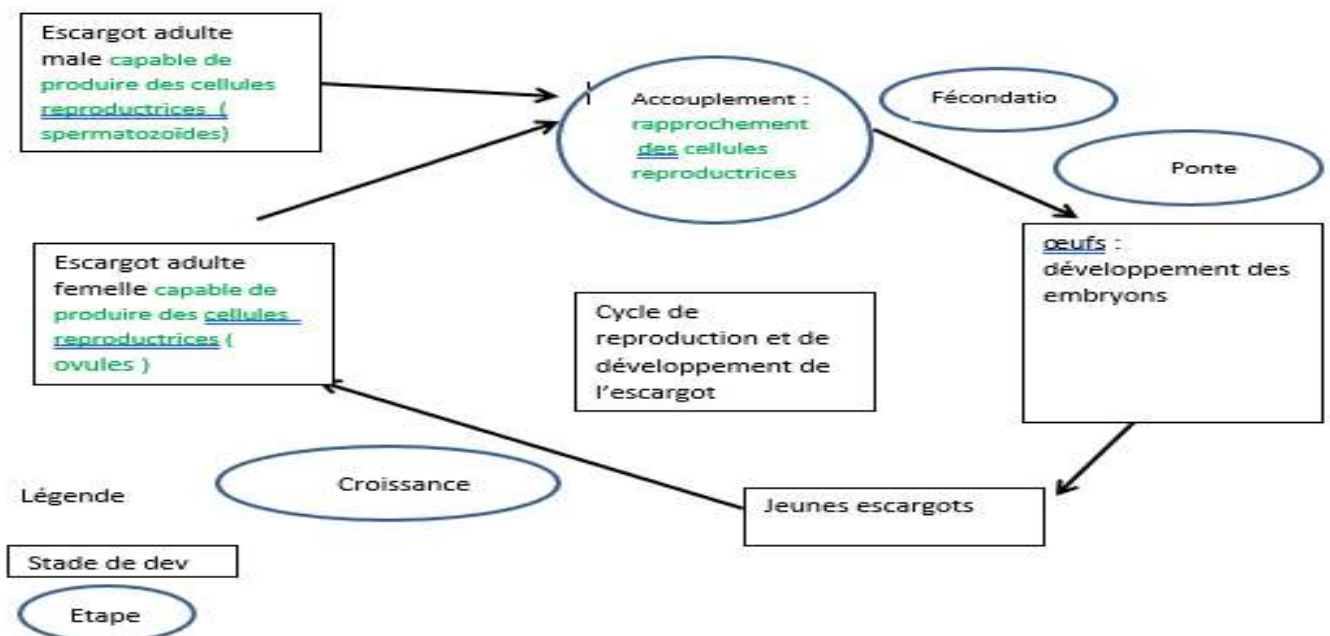 Escargot adulte
male capable de
produire des cellules
reproductrices (
spermatozoïdes)
Accouplement :
rapprochement
des cellules
reproductrices
Fécondatio
Ponte
œufs :
développement des
embryons
Escargot adulte
femelle capable de
produire des cellules
reproductrices (
ovules )
Cycle de
reproduction et de
développement de
l’escargot
Croissance
Jeunes escargots
Légende
Stade de dev
Etape